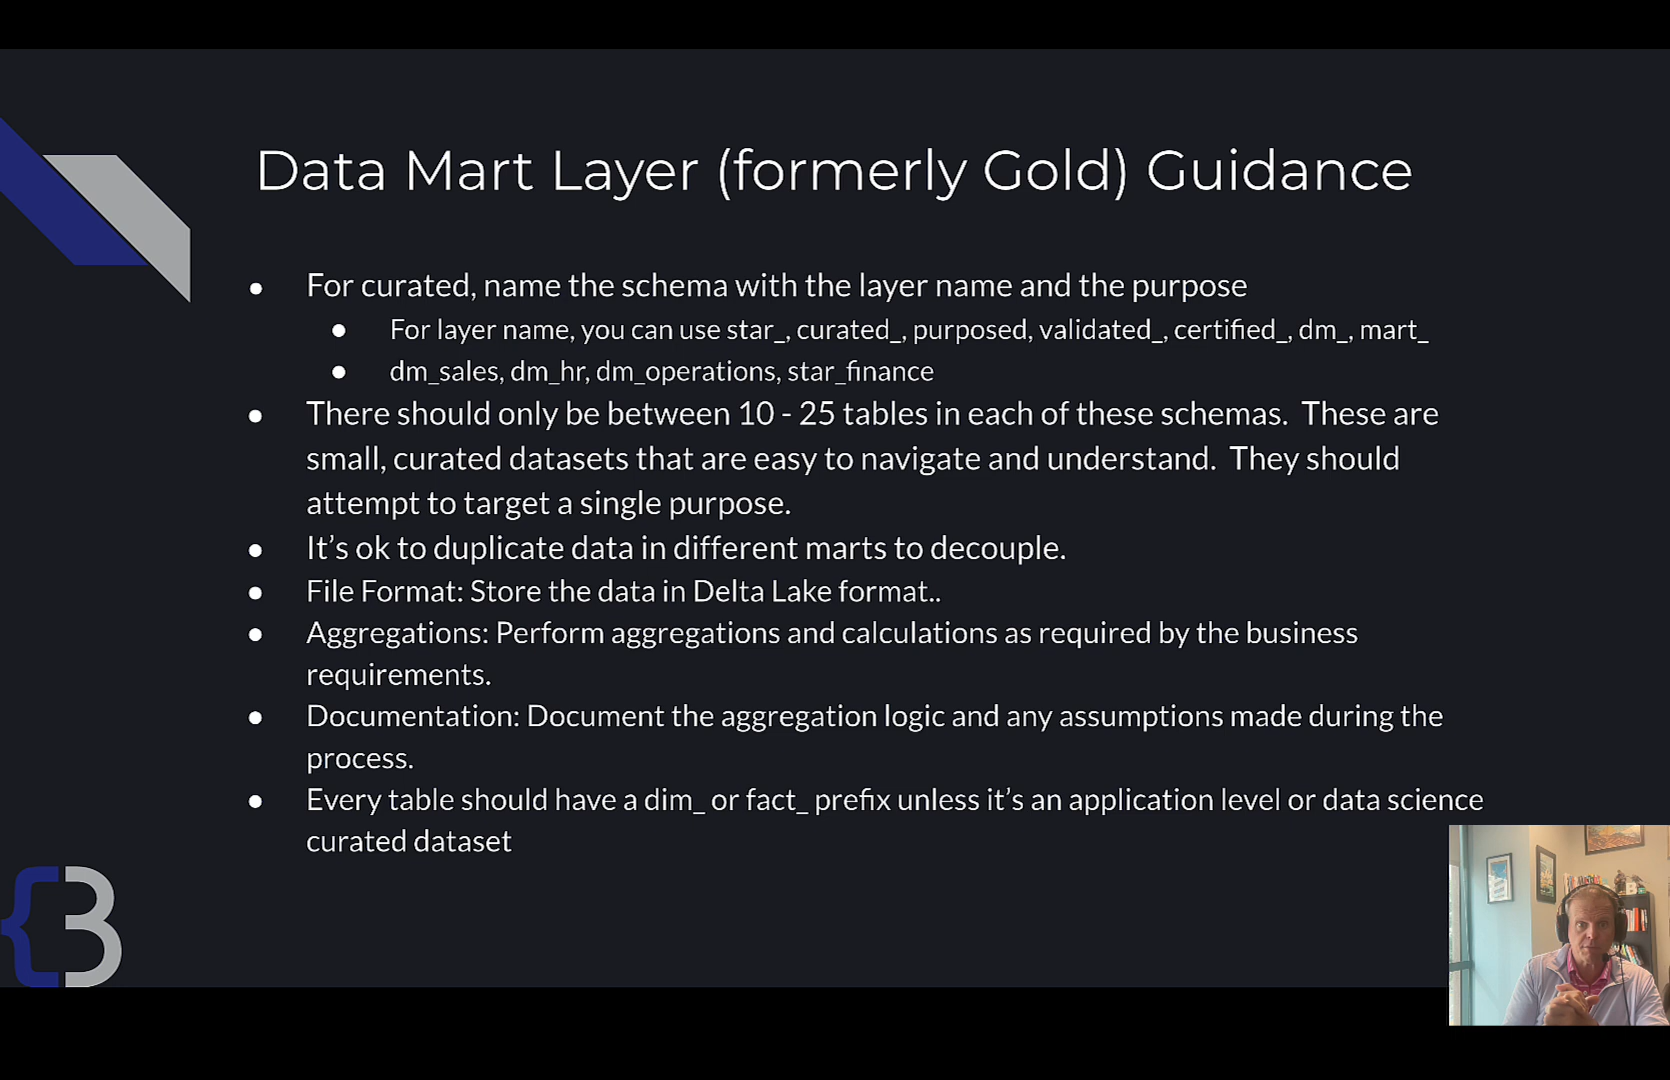 Data Mart Layer (formerly Gold) Guidance
● For curated, name the schema with the layer name and the purpose
● For layer name, you can use star_, curated_, purposed, validated_, certified_, dm_, mart_
● dm_sales, dm_hr, dm_operations, star_finance
● There should only be between 10 - 25 tables in each of these schemas. These are
small, curated datasets that are easy to navigate and understand. They should
attempt to target a single purpose.
● It’s ok to duplicate data in different marts to decouple.
● File Format: Store the data in Delta Lake format..
● Aggregations: Perform aggregations and calculations as required by the business
requirements.
● Documentation: Document the aggregation logic and any assumptions made during the
process.
● Every table should have a dim_ or fact_ prefix unless it’s an application level or data science
curated dataset
{3